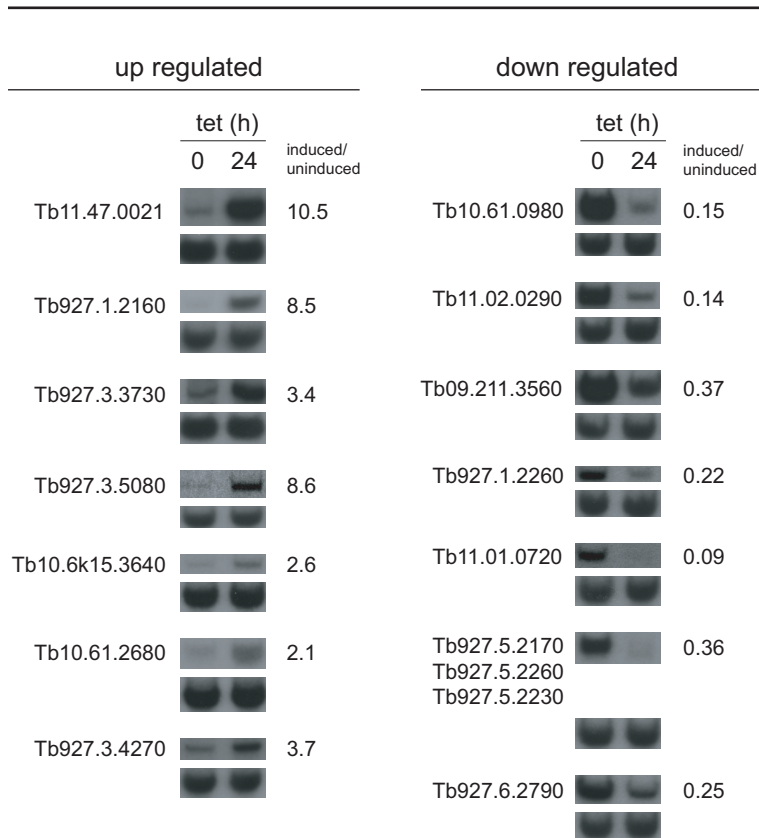 up regulated
tet (h)
0 24 induced/
uninduced
Tb11.47.0021 10.5
Tb927.1.2160 8.5
Tb927.3.3730 3.4
Tb927.3.5080 8.6
Tb10.6k15.3640 2.6
Tb10.61.2680 2.1
Tb927.3.4270 3.7
down regulated
tet (h)
0 24 induced/
uninduced
Tb10.61.0980 0.15
Tb11.02.0290 0.14
Tb09.211.3560 0.37
Tb927.1.2260 0.22
Tb11.01.0720 0.09
Tb927.5.2170 0.36
Tb927.5.2260
Tb927.5.2230
Tb927.6.2790 0.25